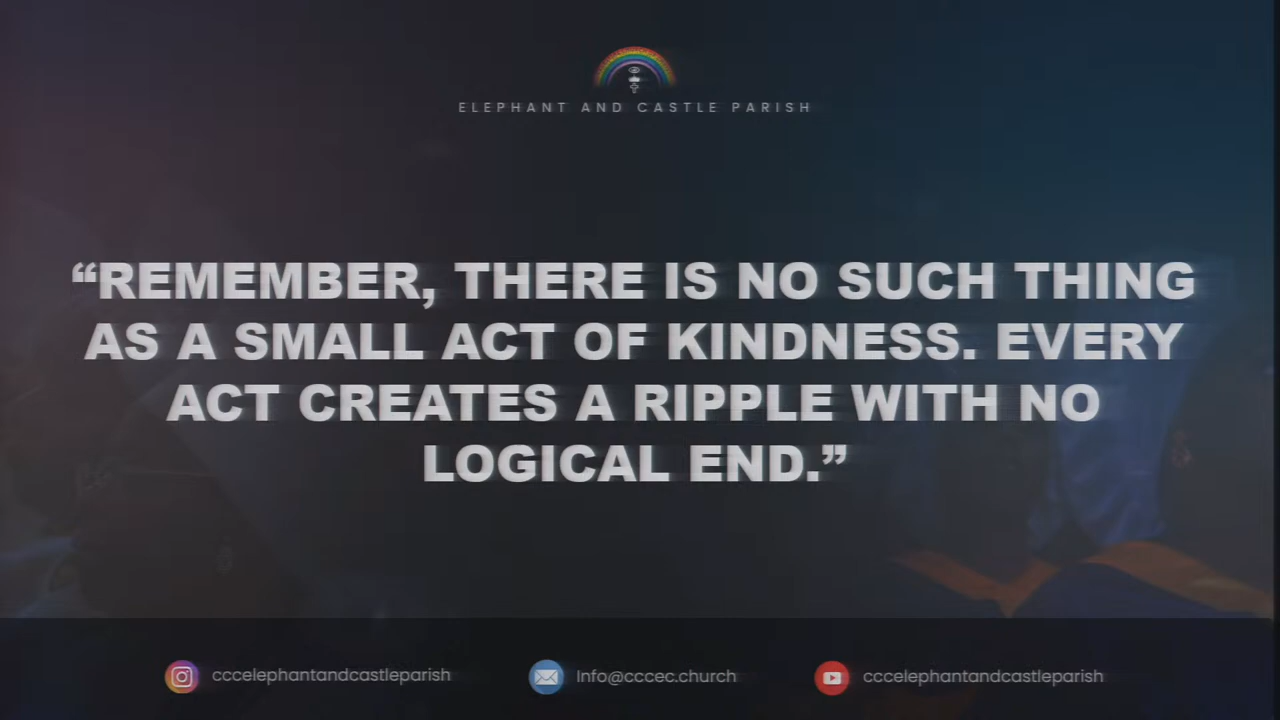 ELEPHANT AND CASTLE PARISH
“REMEMBER, THERE IS NO SUCH THING
AS A SMALL ACT OF KINDNESS. EVERY
ACT CREATES A RIPPLE WITH NO
LOGICAL END.”
cccelephantandcastleparish
Info@cccec.church
cccelephantandcastleparish